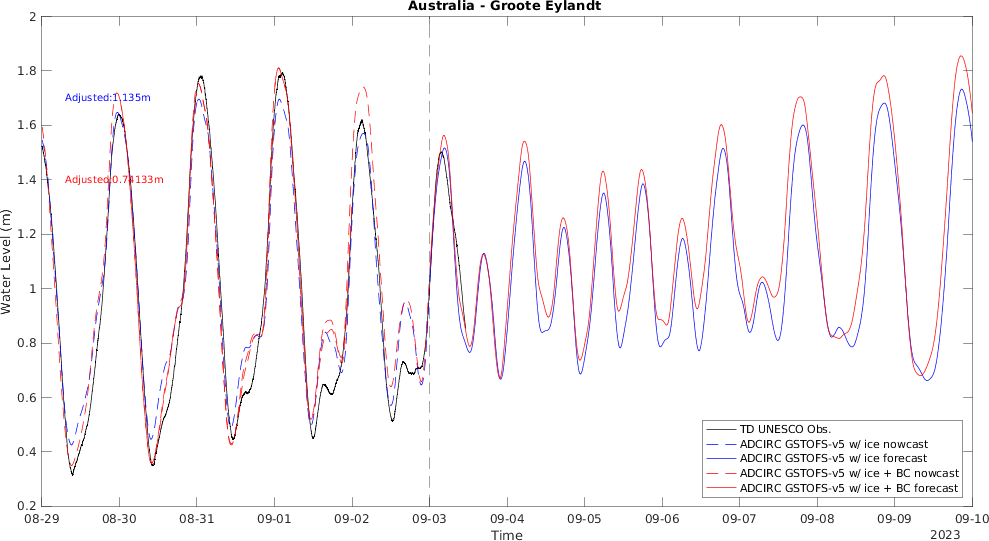 Australia - Groote Eylandt
2
1.8
1.6
1.4
1.2
1
0.8
0.6
0.4
0.2
Water Level (m)
Adjusted:1.135m
Adjusted:0.74133m
TD UNESCO Obs.
ADCIRC GSTOFS-v5 w/ ice nowcast
ADCIRC GSTOFS-v5 w/ ice forecast
ADCIRC GSTOFS-v5 w/ ice + BC nowcast
ADCIRC GSTOFS-v5 w/ ice + BC forecast
08-29 08-30 08-31 09-01 09-02 09-03 09-04 09-05 09-06 09-07 09-08 09-09 09-10
Time
2023